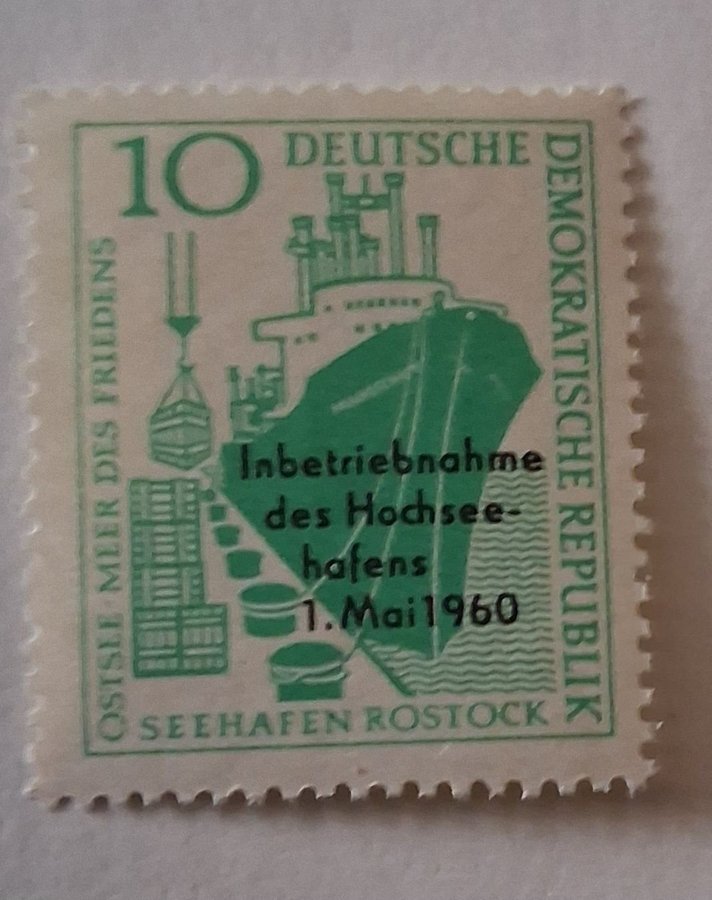 10
DEUTSCHE
DEMOKRATISCHE REPUBLIK
OSTSEE · MEER DES FRIEDENS
Inbetriebnahme
des Hochsee-
hafens
1. Mai 1960
SEEHAFEN ROSTOCK